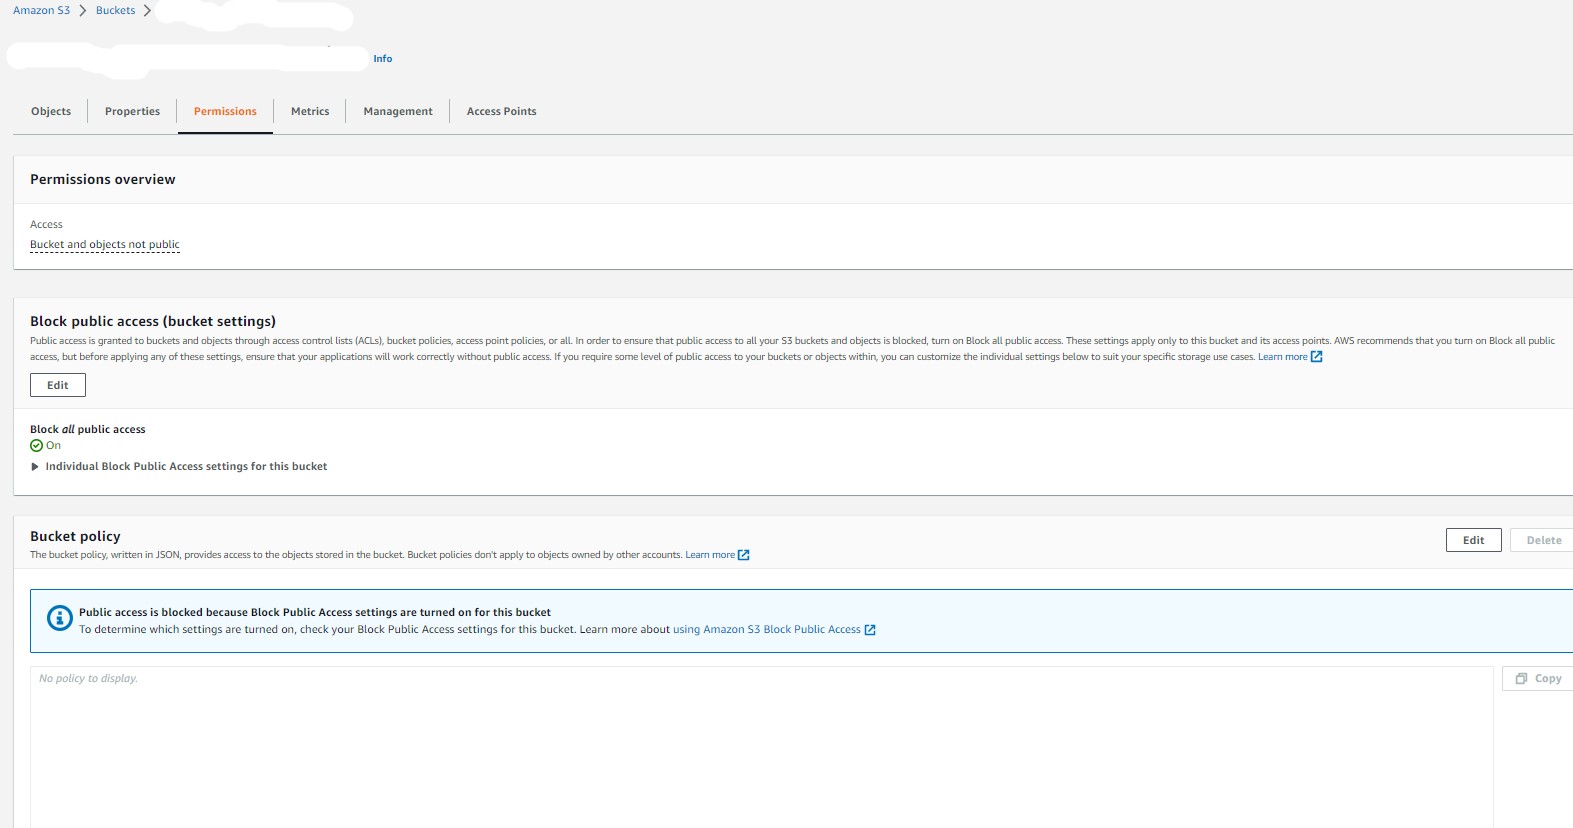 Amazon S3 > Buckets >
Info
Objects Properties Permissions Metrics Management Access Points
Permissions overview
Access
Bucket and objects not public
Block public access (bucket settings)
Public access is granted to buckets and objects through access control lists (ACLs), bucket policies, access point policies, or all. In order to ensure that public access to all your S3 buckets and objects is blocked, turn on Block all public access. These settings apply only to this bucket and its access points. AWS recommends that you turn on Block all public
access, but before applying any of these settings, ensure that your applications will work correctly without public access. If you require some level of public access to your buckets or objects within, you can customize the individual settings below to suit your specific storage use cases. Learn more
Edit
Block all public access
On
Individual Block Public Access settings for this bucket
Bucket policy
Edit Delete
The bucket policy, written in JSON, provides access to the objects stored in the bucket. Bucket policies don't apply to objects owned by other accounts. Learn more
Public access is blocked because Block Public Access settings are turned on for this bucket
To determine which settings are turned on, check your Block Public Access settings for this bucket. Learn more about using Amazon S3 Block Public Access
No policy to display.
Copy